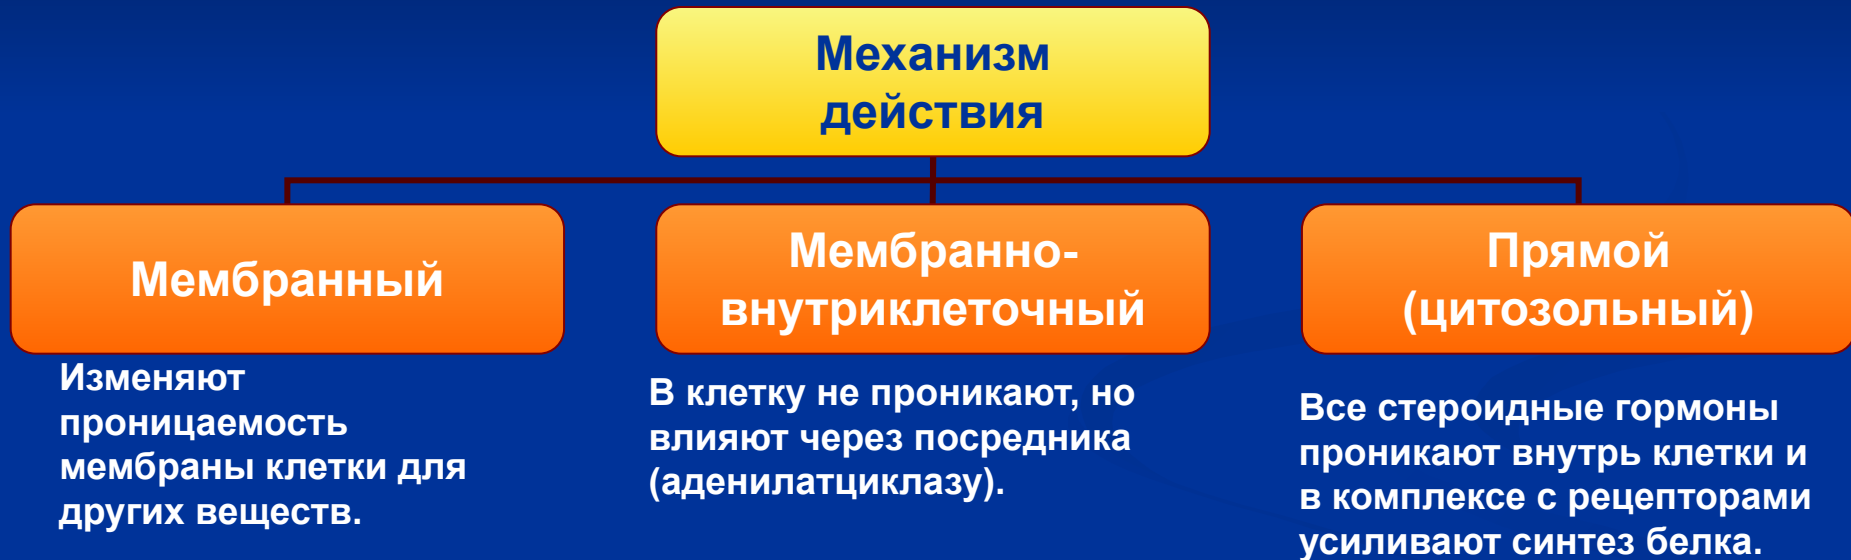 Механизм
действия
Мембранный
Мембранно-
внутриклеточный
Прямой
(цитозольный)
Изменяют
проницаемость
мембраны клетки для
других веществ.
В клетку не проникают, но
влияют через посредника
(аденилатциклазу).
Все стероидные гормоны
проникают внутрь клетки и
в комплексе с рецепторами
усиливают синтез белка.